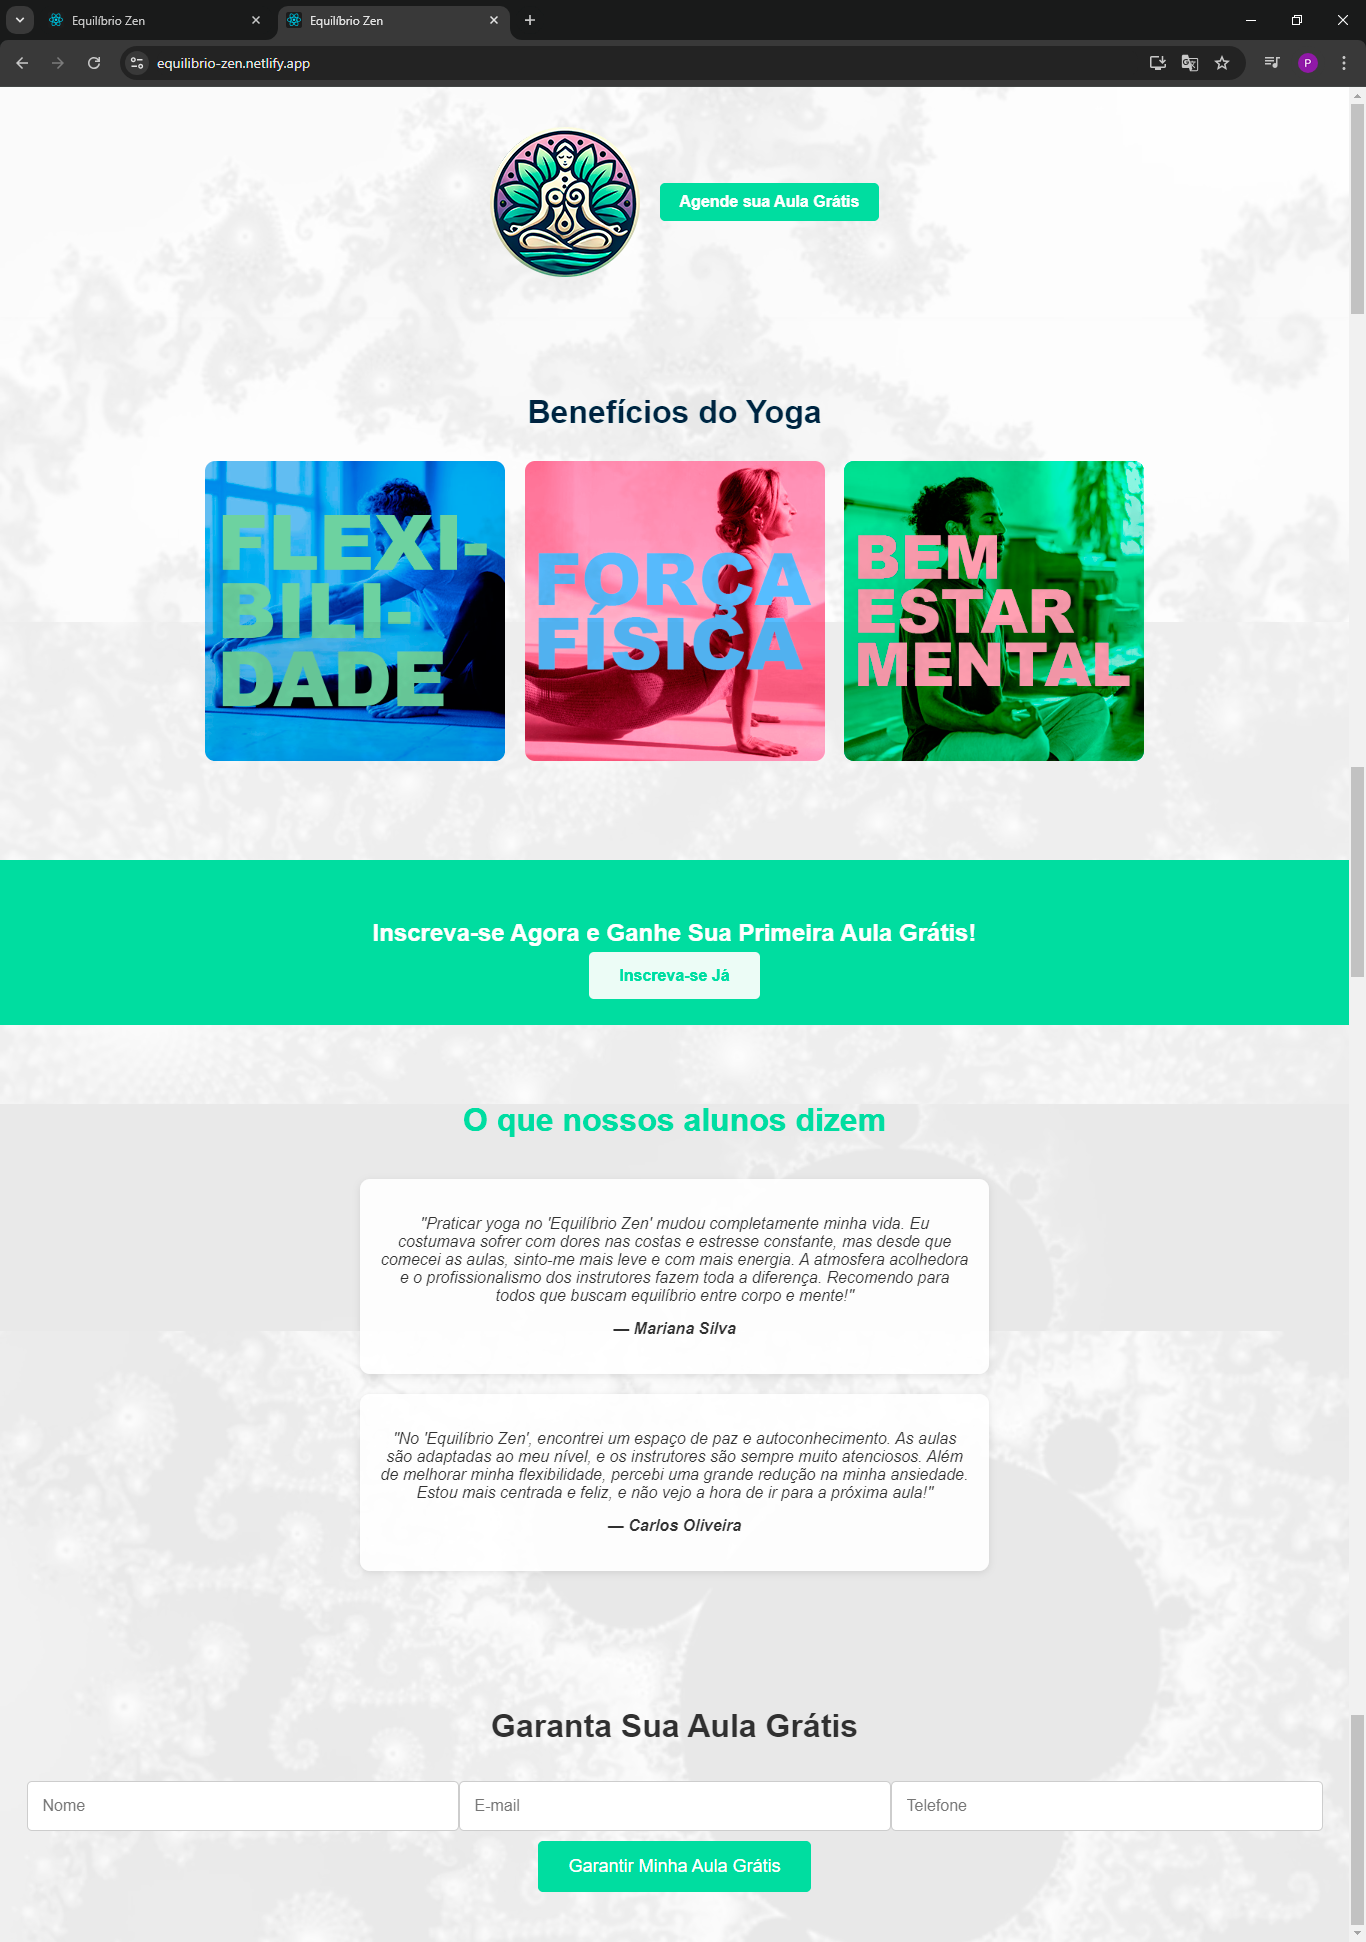 Equilíbrio Zen
Equilíbrio Zen
equilibrio-zen.netlify.app
P
Agende sua Aula Grátis
Benefícios do Yoga
FLEXI-
BILI-
DADE
FORÇA
FÍSICA
BEM
ESTAR
MENTAL
Inscreva-se Agora e Ganhe Sua Primeira Aula Grátis!
Inscreva-se Já
O que nossos alunos dizem
"Praticar yoga no 'Equilíbrio Zen' mudou completamente minha vida. Eu
costumava sofrer com dores nas costas e estresse constante, mas desde que
comecei as aulas, sinto-me mais leve e com mais energia. A atmosfera acolhedora
e o profissionalismo dos instrutores fazem toda a diferença. Recomendo para
todos que buscam equilíbrio entre corpo e mente!"
— Mariana Silva
"No 'Equilíbrio Zen', encontrei um espaço de paz e autoconhecimento. As aulas
são adaptadas ao meu nível, e os instrutores são sempre muito atenciosos. Além
de melhorar minha flexibilidade, percebi uma grande redução na minha ansiedade.
Estou mais centrada e feliz, e não vejo a hora de ir para a próxima aula!"
— Carlos Oliveira
Garanta Sua Aula Grátis
Nome
E-mail
Telefone
Garantir Minha Aula Grátis